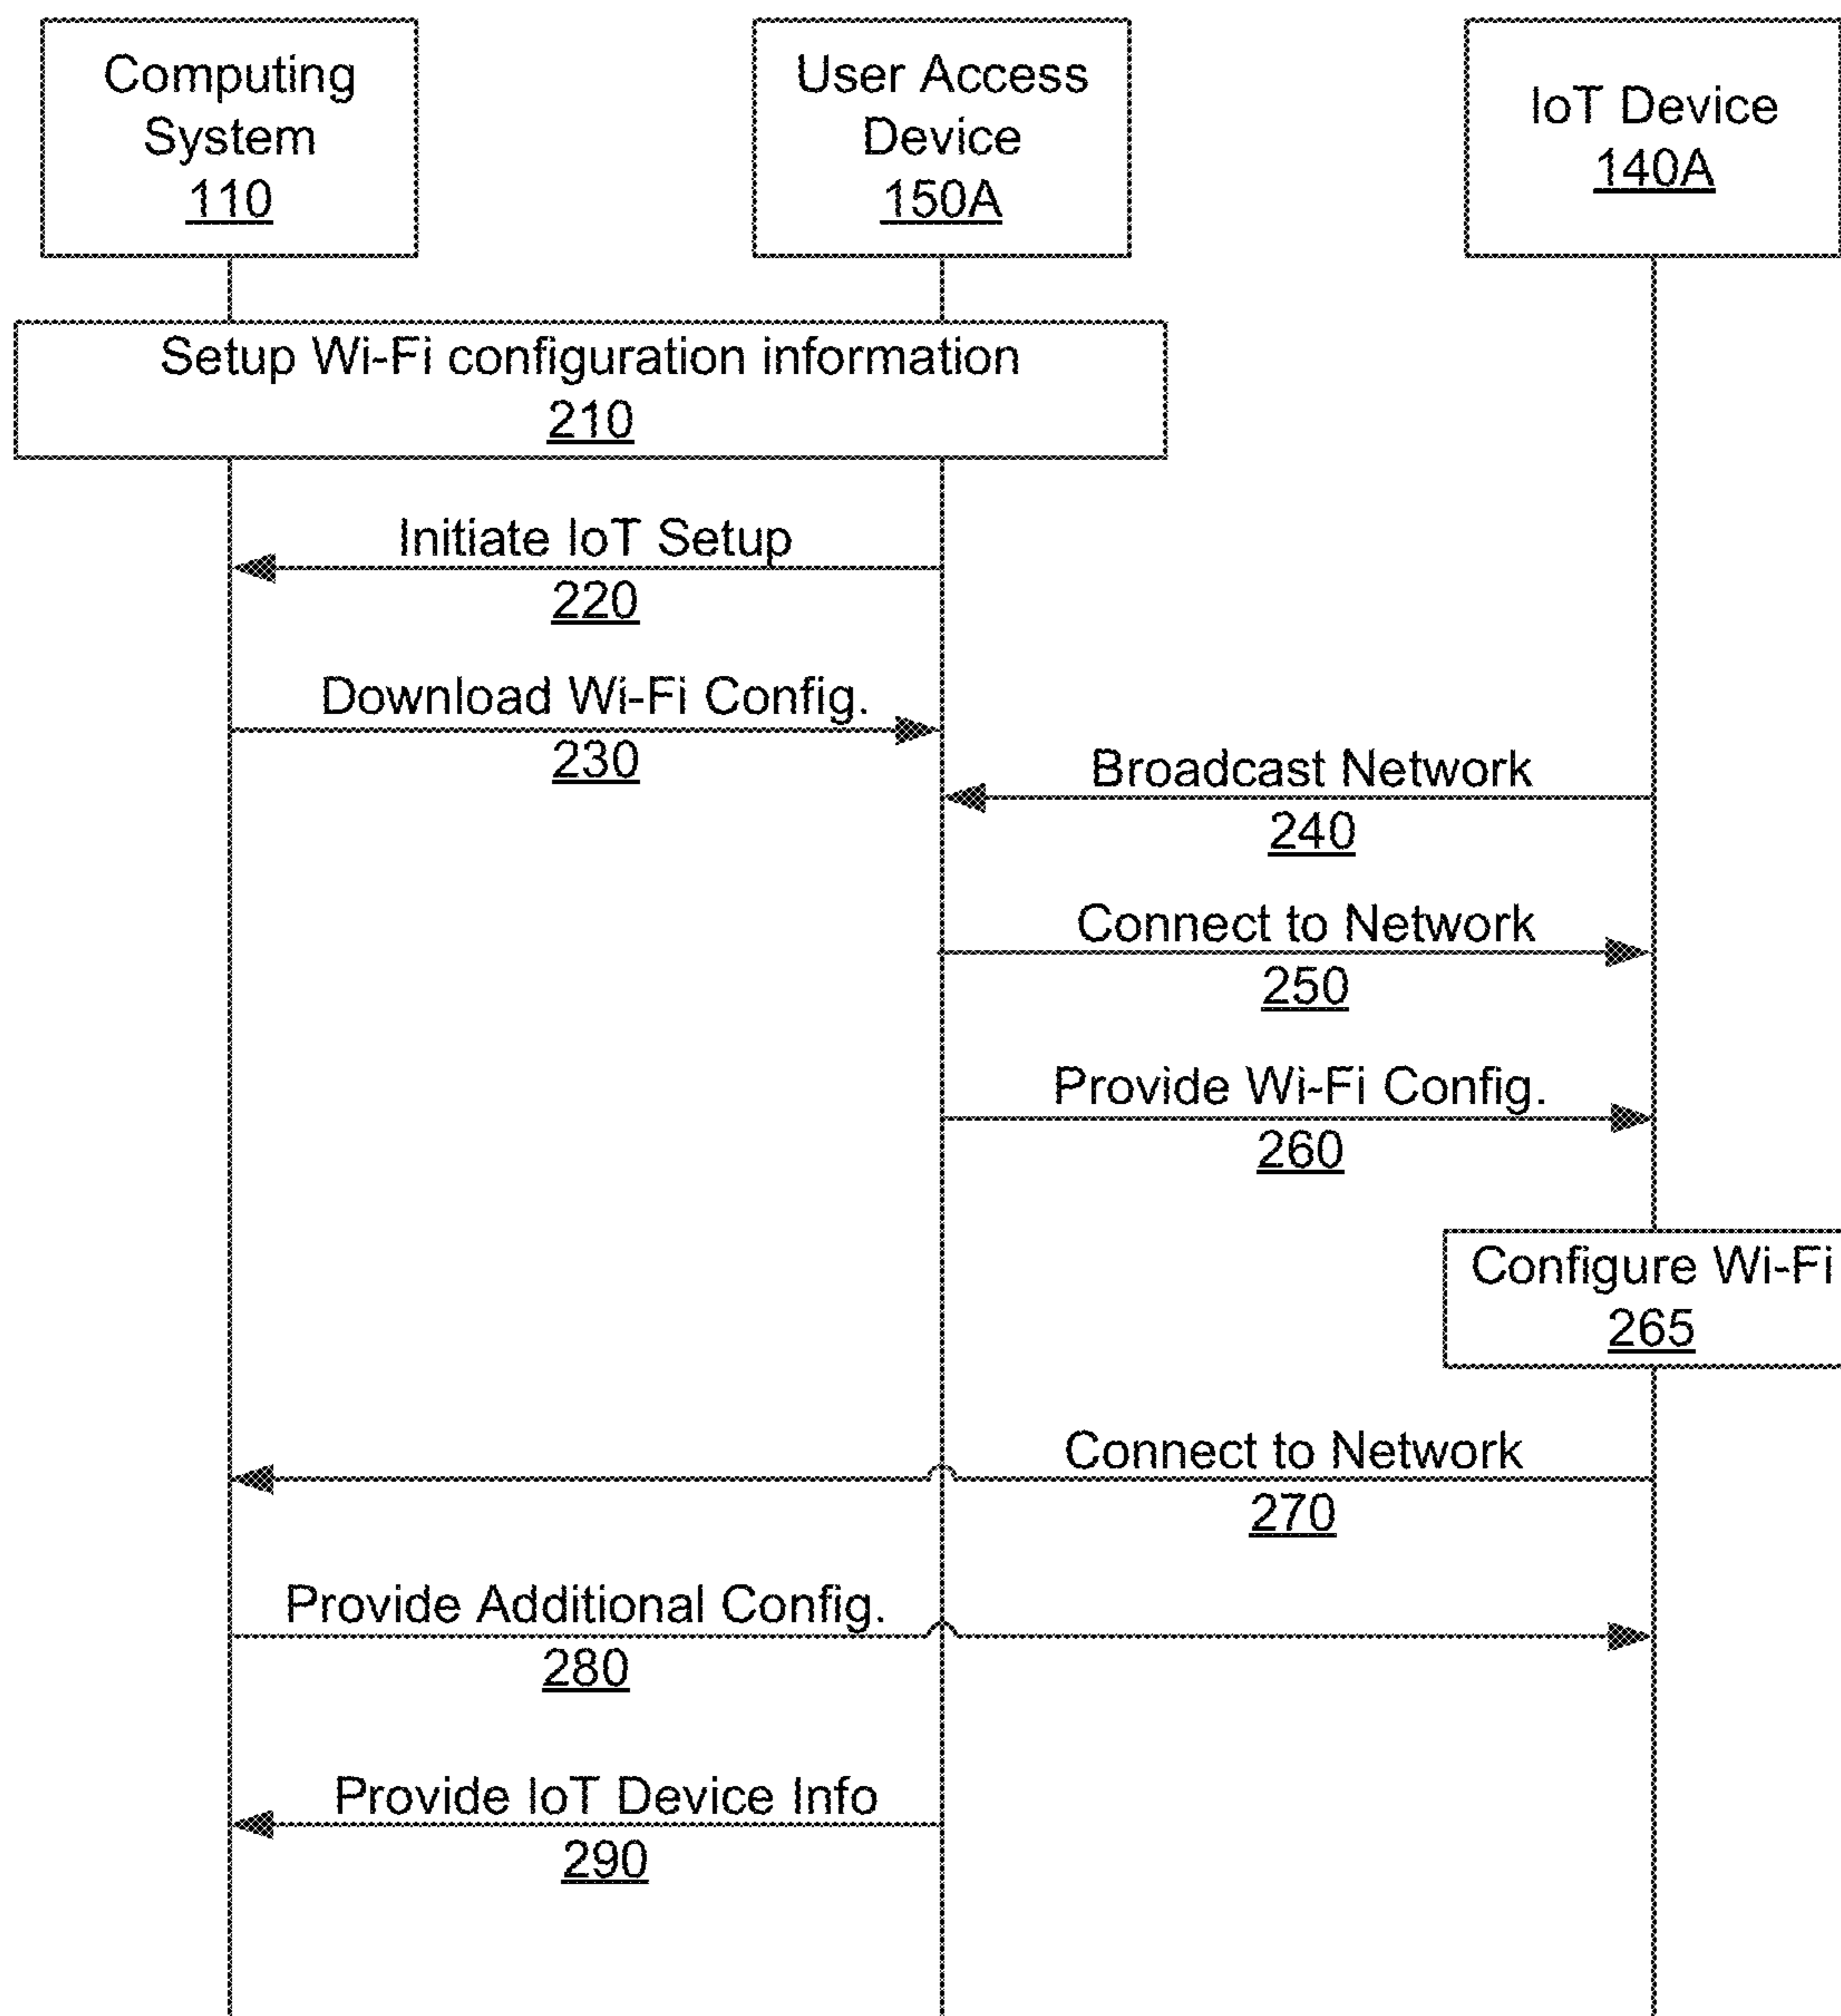 Computing
System
110
User Access
Device
150A
IoT Device
140A
Setup Wi-Fi configuration information
210
Initiate IoT Setup
220
Download Wi-Fi Config.
230
Broadcast Network
240
Connect to Network
250
Provide Wi-Fi Config.
260
Configure Wi-Fi
265
Connect to Network
270
Provide Additional Config.
280
Provide IoT Device Info
290